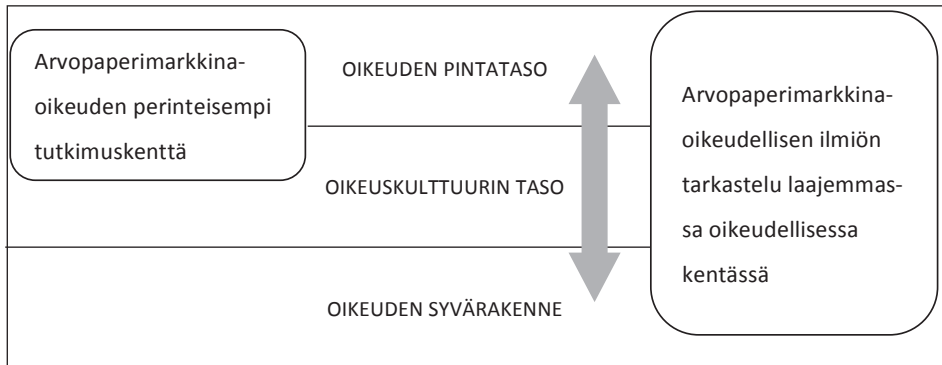 Arvopaperimarkkina-
oikeuden perinteisempi
tutkimuskenttä
OIKEUDEN PINTATASO
OIKEUSKULTTUURIN TASO
OIKEUDEN SYVÄRAKENNE
Arvopaperimarkkina-
oikeudellisen ilmiön
tarkastelu laajemmas-
sa oikeudellisessa
kentässä